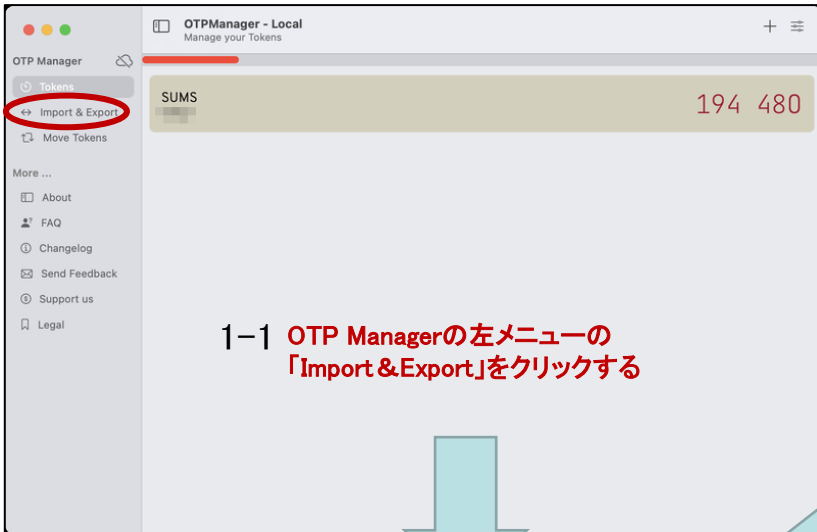 OTPManager - Local
Manage your Tokens
OTP Manager
Tokens
Import & Export
Move Tokens
More ...
About
FAQ
Changelog
Send Feedback
Support us
Legal
SUMS
194 480
1-1 OTP Managerの左メニューの
「Import&Export」をクリックする